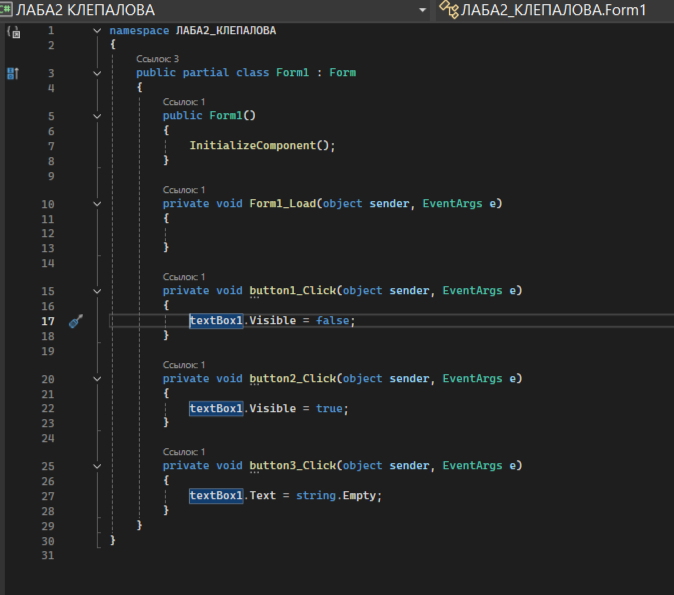 ЛАБА2 КЛЕПАЛОВА ЛАБА2_КЛЕПАЛОВА.Form1
1 namespace ЛАБА2_КЛЕПАЛОВА
2 {
Ссылок: 3
3 public partial class Form1 : Form
4 {
Ссылок: 1
5 public Form1()
6 {
7 InitializeComponent();
8 }
9
Ссылок: 1
10 private void Form1_Load(object sender, EventArgs e)
11 {
12
13 }
14
Ссылок: 1
15 private void button1_Click(object sender, EventArgs e)
16 {
17 textBox1.Visible = false;
18 }
19
Ссылок: 1
20 private void button2_Click(object sender, EventArgs e)
21 {
22 textBox1.Visible = true;
23 }
24
Ссылок: 1
25 private void button3_Click(object sender, EventArgs e)
26 {
27 textBox1.Text = string.Empty;
28 }
29 }
30 }
31